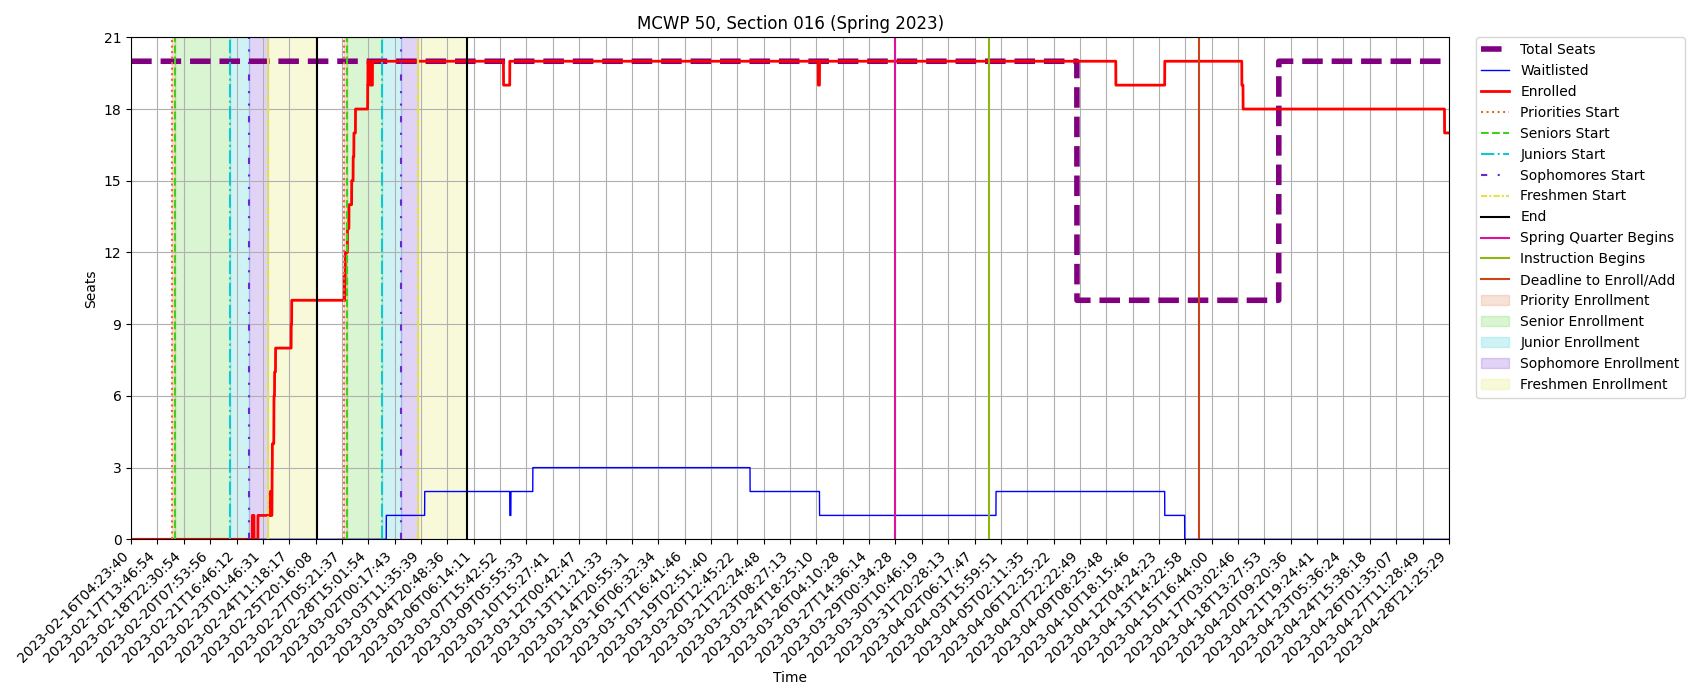 MCWP 50, Section 016 (Spring 2023)
21
18
15
12
9
6
3
0
Seats
2023-02-16T04:23:40
2023-02-17T13:46:54
2023-02-18T22:30:54
2023-02-20T07:53:56
2023-02-21T16:46:12
2023-02-23T01:46:31
2023-02-24T11:18:17
2023-02-25T20:16:08
2023-02-27T05:21:37
2023-02-28T15:01:54
2023-03-02T00:17:43
2023-03-03T11:35:39
2023-03-04T20:48:36
2023-03-06T06:14:11
2023-03-07T15:42:52
2023-03-09T05:55:33
2023-03-10T15:27:41
2023-03-12T00:42:47
2023-03-13T11:21:33
2023-03-14T20:55:31
2023-03-16T06:32:34
2023-03-17T16:41:46
2023-03-19T02:51:40
2023-03-20T12:45:22
2023-03-21T22:24:48
2023-03-23T08:27:13
2023-03-24T18:25:10
2023-03-26T04:10:28
2023-03-27T14:36:14
2023-03-29T00:34:28
2023-03-30T10:46:19
2023-03-31T20:28:13
2023-04-02T06:17:47
2023-04-03T15:59:51
2023-04-05T02:11:35
2023-04-06T12:25:22
2023-04-07T22:22:49
2023-04-09T08:25:48
2023-04-10T18:15:46
2023-04-12T04:24:23
2023-04-13T14:22:58
2023-04-15T16:44:00
2023-04-17T03:02:46
2023-04-18T13:27:53
2023-04-20T09:20:36
2023-04-21T19:24:41
2023-04-23T05:36:24
2023-04-24T15:38:18
2023-04-26T01:35:07
2023-04-27T11:28:49
2023-04-28T21:25:29
Time
Total Seats
Waitlisted
Enrolled
Priorities Start
Seniors Start
Juniors Start
Sophomores Start
Freshmen Start
End
Spring Quarter Begins
Instruction Begins
Deadline to Enroll/Add
Priority Enrollment
Senior Enrollment
Junior Enrollment
Sophomore Enrollment
Freshmen Enrollment